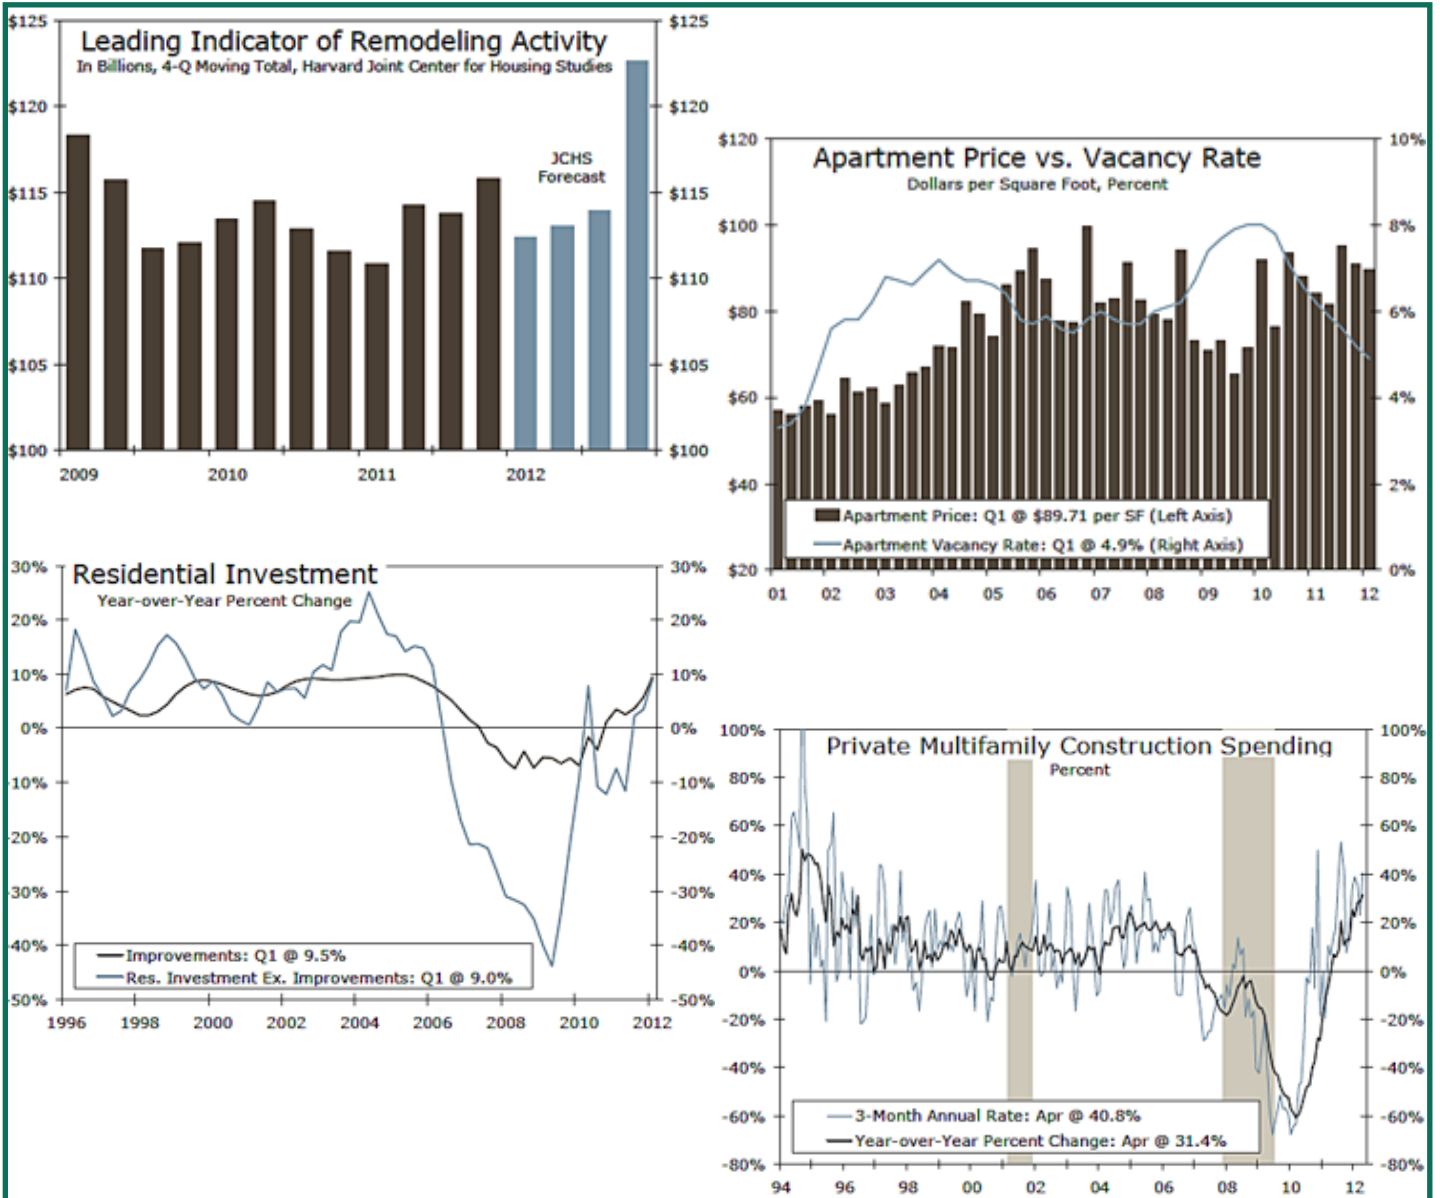 Leading Indicator of Remodeling Activity
In Billions, 4-Q Moving Total, Harvard Joint Center for Housing Studies
$125 $125
$120 $120
$115 $115
$110 $110
$105 $105
$100 $100
JCHS
Forecast
2009 2010 2011 2012
Apartment Price vs. Vacancy Rate
Dollars per Square Foot, Percent
$120 10%
$100 8%
$80 6%
$60 4%
$40 2%
$20 0%
Apartment Price: Q1 @ $89.71 per SF (Left Axis)
Apartment Vacancy Rate: Q1 @ 4.9% (Right Axis)
01 02 03 04 05 06 07 08 09 10 11 12
Residential Investment
Year-over-Year Percent Change
30% 30%
20% 20%
10% 10%
0% 0%
-10% -10%
-20% -20%
-30% -30%
-40% -40%
-50% -50%
Improvements: Q1 @ 9.5%
Res. Investment Ex. Improvements: Q1 @ 9.0%
1996 1998 2000 2002 2004 2006 2008 2010 2012
Private Multifamily Construction Spending
Percent
100% 100%
80% 80%
60% 60%
40% 40%
20% 20%
0% 0%
-20% -20%
-40% -40%
-60% -60%
-80% -80%
3-Month Annual Rate: Apr @ 40.8%
Year-over-Year Percent Change: Apr @ 31.4%
94 96 98 00 02 04 06 08 10 12